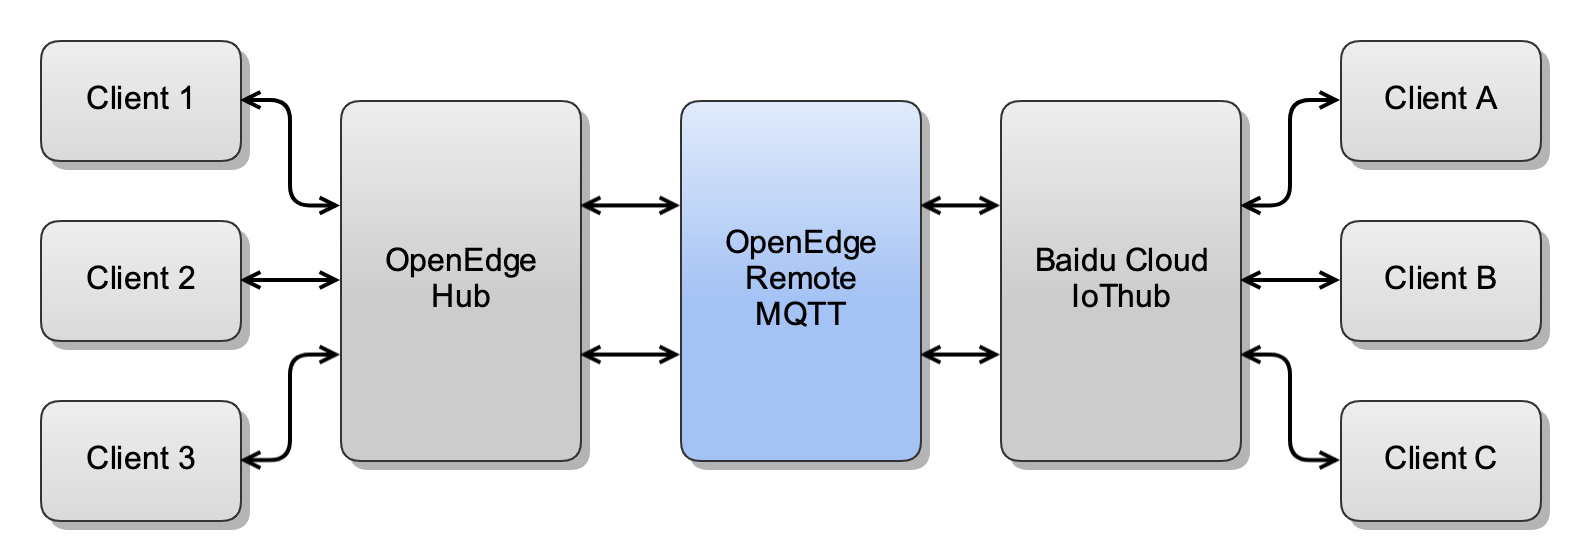 Client 1
Client 2
Client 3
OpenEdge
Hub
OpenEdge
Remote
MQTT
Baidu Cloud
IoThub
Client A
Client B
Client C